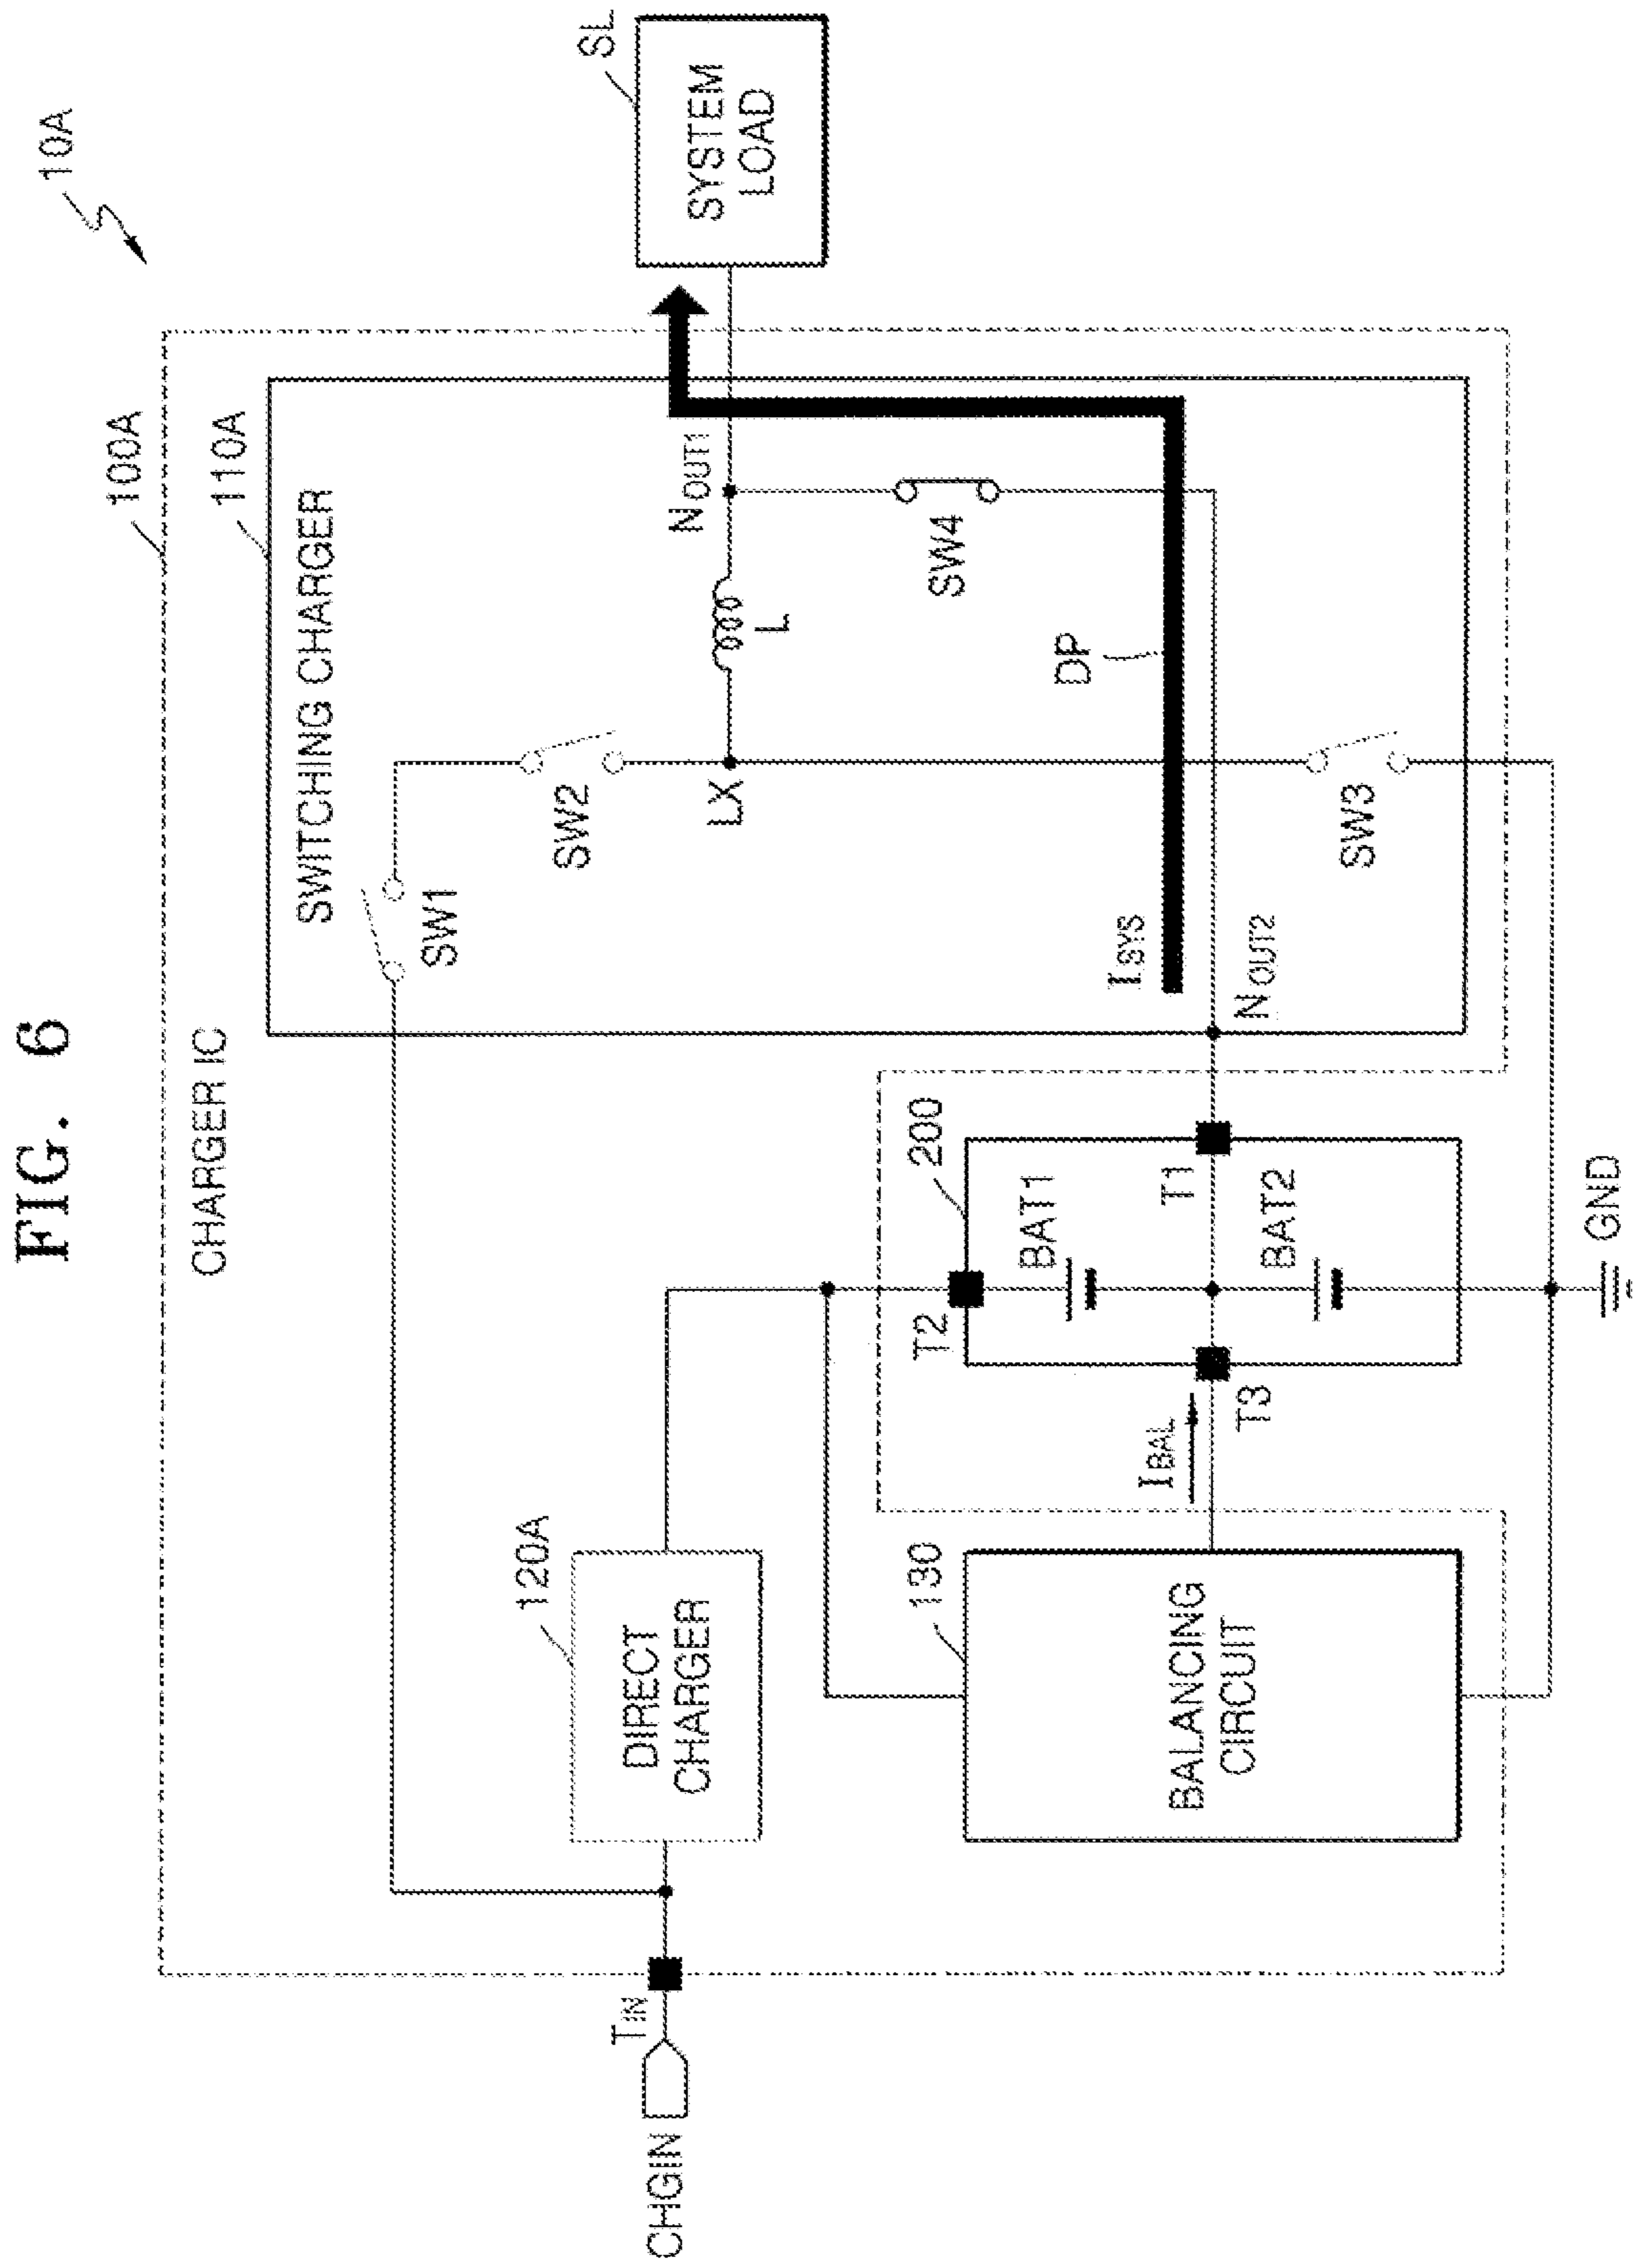 FIG. 6
10A
100A
CHARGER IC
110A
SWITCHING CHARGER
SW1
SW2
LX
L
NOUT1
SL
SYSTEM
LOAD
SW4
DP
ISYS
NOUT2
SW3
CHGIN
TIN
120A
DIRECT
CHARGER
130
BALANCING
CIRCUIT
IBAL
200
T2
BAT1
T1
T3
BAT2
GND